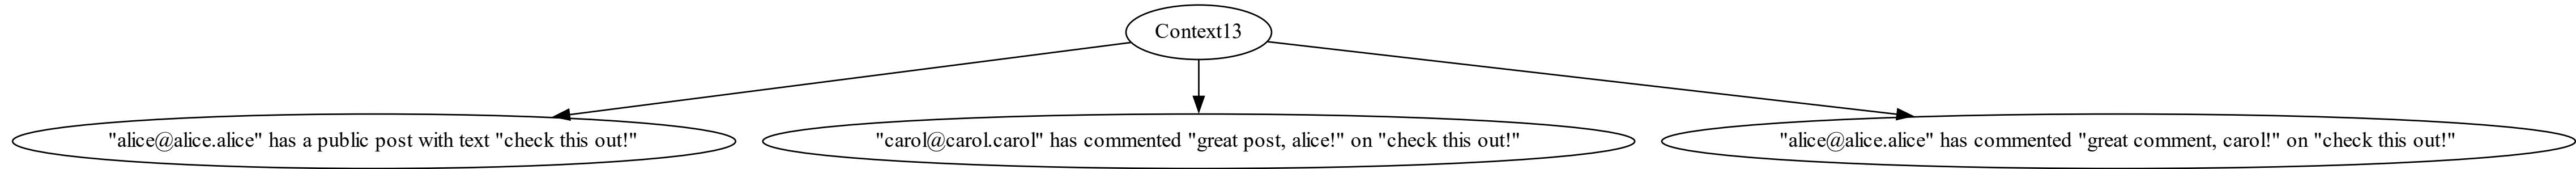 Context13
"alice@alice.alice" has a public post with text "check this out!"
"carol@carol.carol" has commented "great post, alice!" on "check this out!"
"alice@alice.alice" has commented "great comment, carol!" on "check this out!"